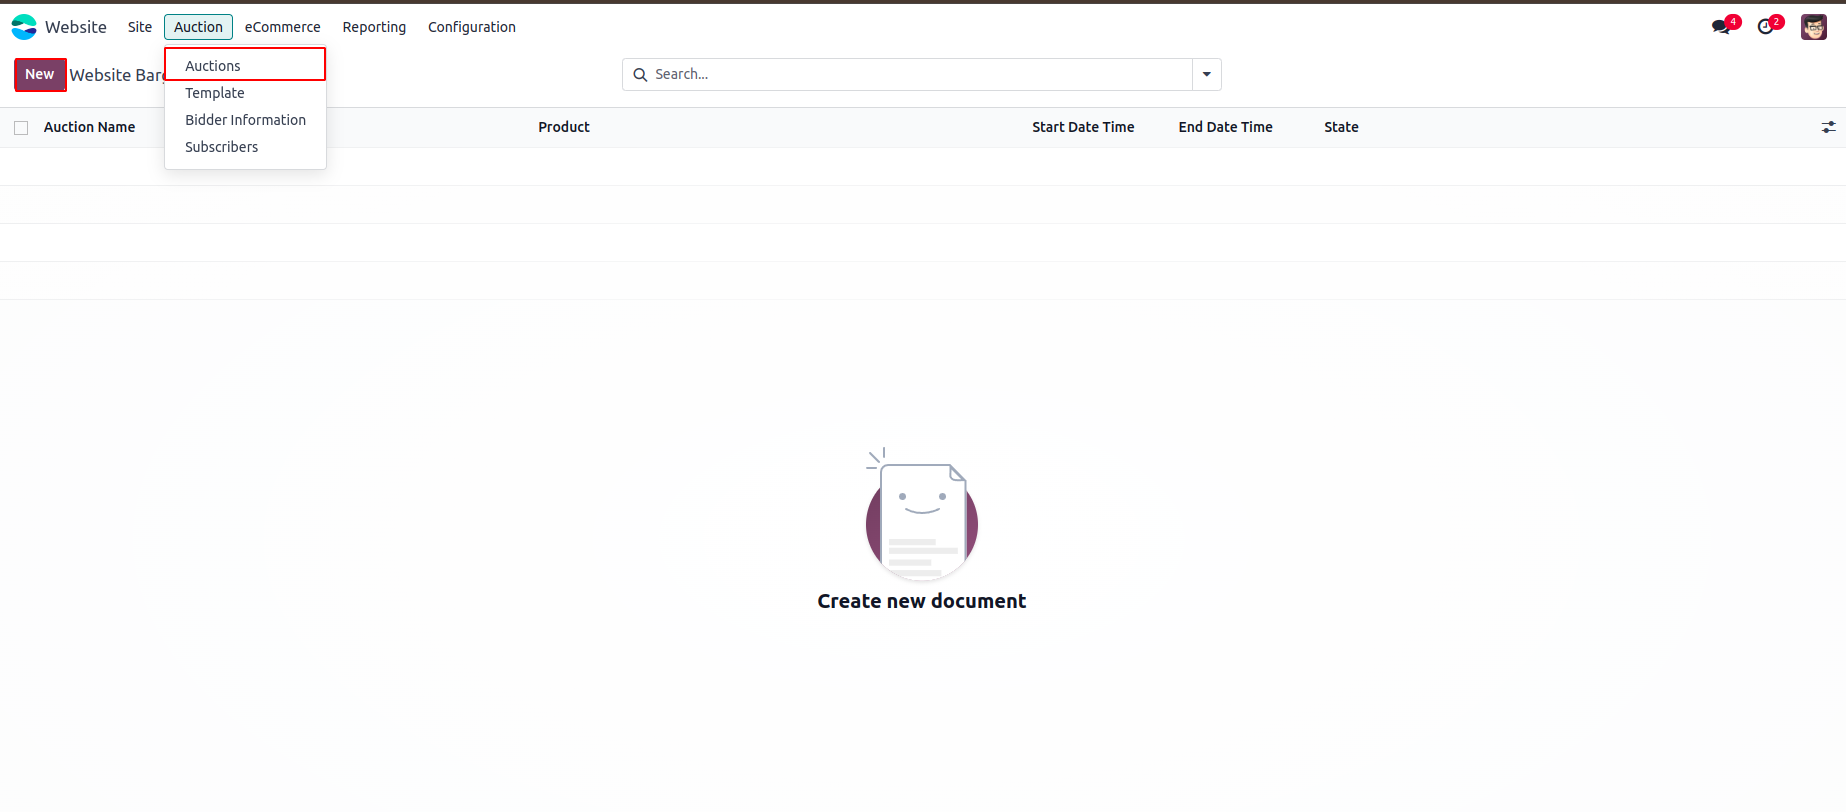 Website Site Auction eCommerce Reporting Configuration 4 2
New Website
Search...
Auctions
Template
Bidder Information
Subscribers
Auction Name Product Start Date Time End Date Time State
Create new document